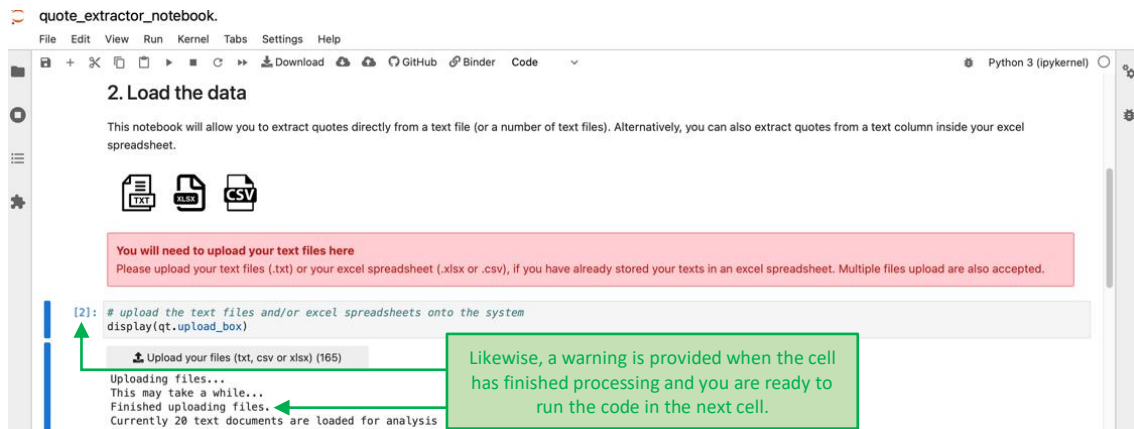 quote_extractor_notebook.
File Edit View Run Kernel Tabs Settings Help
Download GitHub Binder Code Python 3 (ipykernel)
2. Load the data
This notebook will allow you to extract quotes directly from a text file (or a number of text files). Alternatively, you can also extract quotes from a text column inside your excel
spreadsheet.
TXT XLSX CSV
You will need to upload your text files here
Please upload your text files (.txt) or your excel spreadsheet (.xlsx or .csv), if you have already stored your texts in an excel spreadsheet. Multiple files upload are also accepted.
[2]: # upload the text files and/or excel spreadsheets onto the system
display(qt.upload_box)
Upload your files (txt, csv or xlsx) (165)
Uploading files...
This may take a while...
Finished uploading files.
Currently 20 text documents are loaded for analysis
Likewise, a warning is provided when the cell
has finished processing and you are ready to
run the code in the next cell.